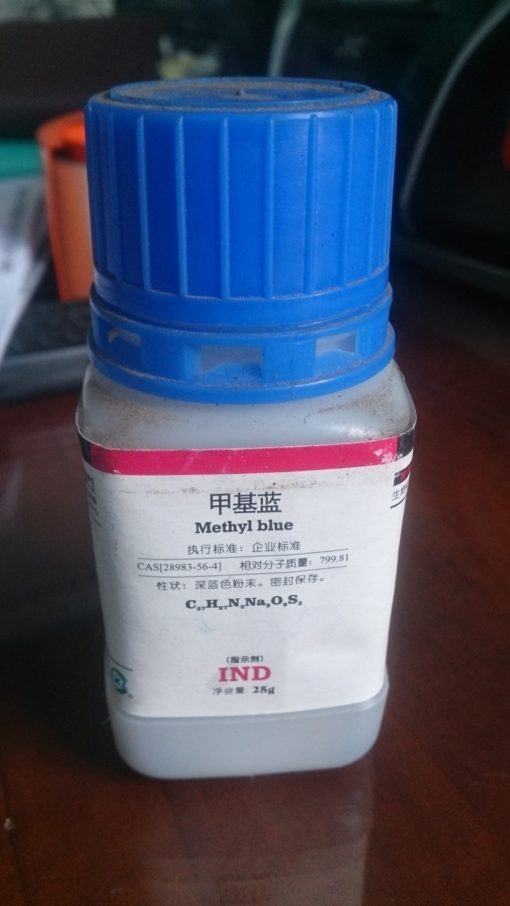 甲基蓝
Methyl blue
执行标准：企业标准
CAS[28983-56-4] 相对分子质量：799.81
性状：深蓝色粉末。密封保存。
C₃₇H₂₇N₃Na₂O₉S₃
（指示剂）
IND
净含量 25g